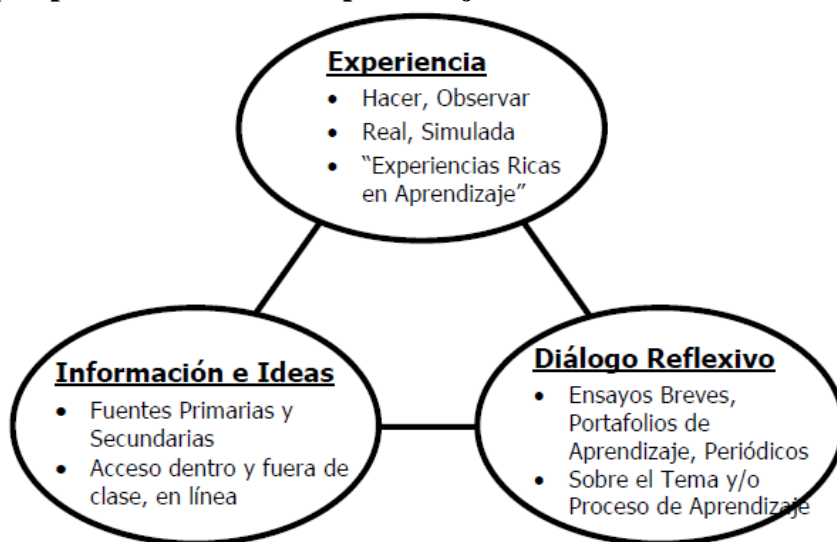 Experiencia
• Hacer, Observar
• Real, Simulada
• “Experiencias Ricas
en Aprendizaje”
Información e Ideas
• Fuentes Primarias y
Secundarias
• Acceso dentro y fuera de
clase, en línea
Diálogo Reflexivo
• Ensayos Breves,
Portafolios de
Aprendizaje, Periódicos
• Sobre el Tema y/o
Proceso de Aprendizaje